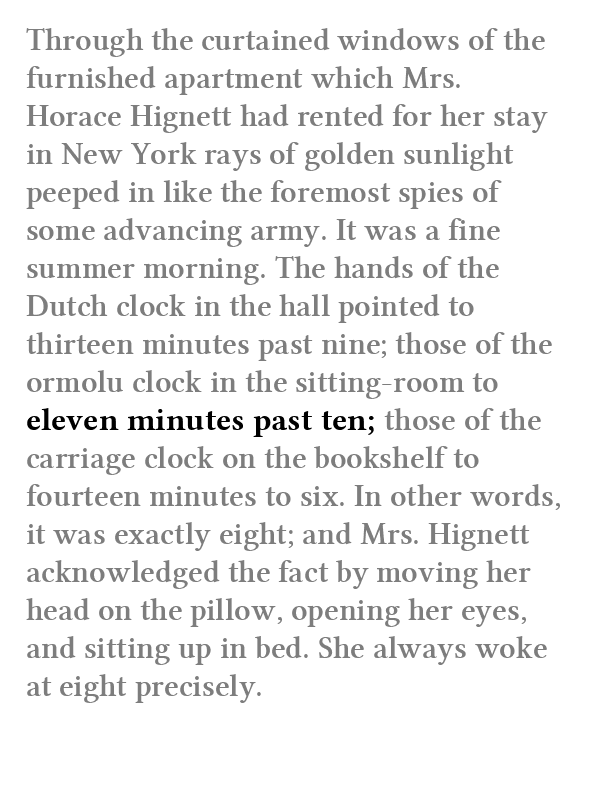 Through the curtained windows of the
furnished apartment which Mrs.
Horace Hignett had rented for her stay
in New York rays of golden sunlight
peeped in like the foremost spies of
some advancing army. It was a fine
summer morning. The hands of the
Dutch clock in the hall pointed to
thirteen minutes past nine; those of the
ormolu clock in the sitting-room to
eleven minutes past ten; those of the
carriage clock on the bookshelf to
fourteen minutes to six. In other words,
it was exactly eight; and Mrs. Hignett
acknowledged the fact by moving her
head on the pillow, opening her eyes,
and sitting up in bed. She always woke
at eight precisely.